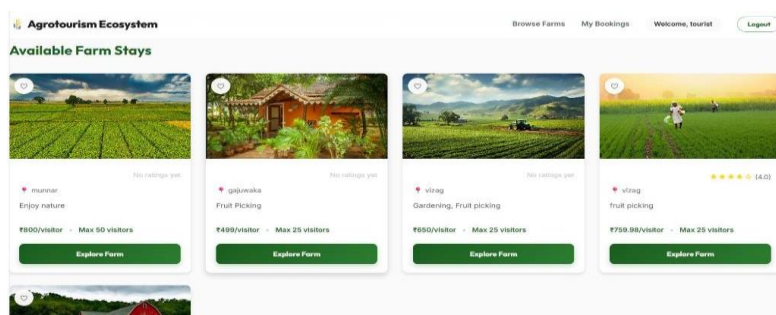 Agrotourism Ecosystem
Browse Farms
My Bookings
Welcome, tourist
Logout
Available Farm Stays
No ratings yet
munnar
Enjoy nature
₹800/visitor • Max 50 visitors
Explore Farm
No ratings yet
gajuwaka
Fruit Picking
₹499/visitor • Max 25 visitors
Explore Farm
No ratings yet
vizag
Gardening, Fruit picking
₹650/visitor • Max 25 visitors
Explore Farm
★★★★☆ (4.0)
vizag
fruit picking
₹759.98/visitor • Max 25 visitors
Explore Farm